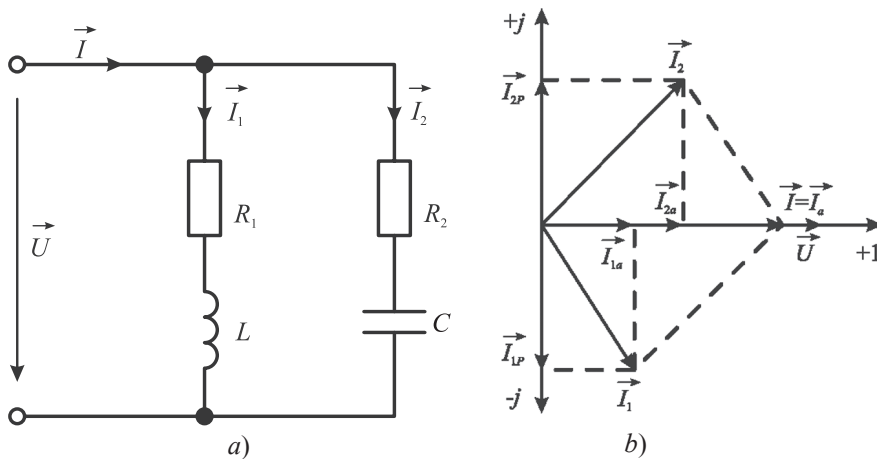 I
I₁
I₂
R₁
R₂
U
L
C
a)
+j
I₂
I₂P
I₂a
I=Iₐ
I₁a
U
+1
I₁P
I₁
-j
b)